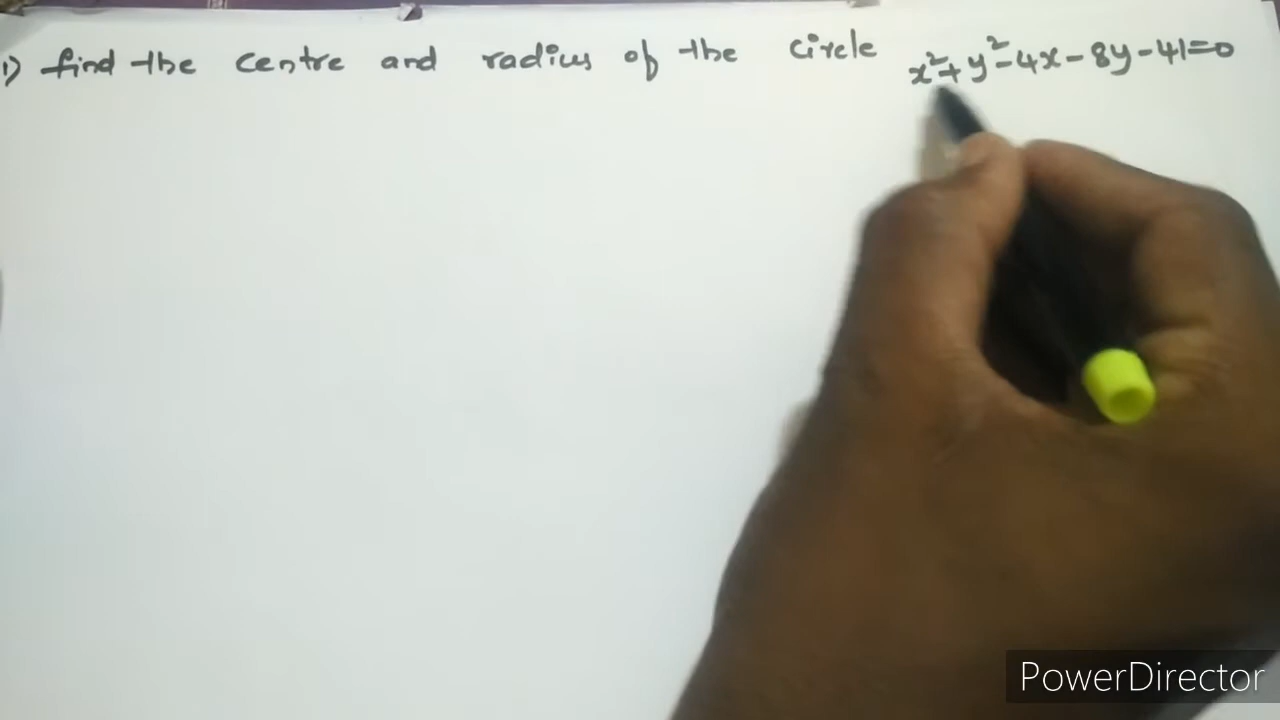 1) find the centre and radius of the circle x²+y²-4x-8y-41=0
PowerDirector